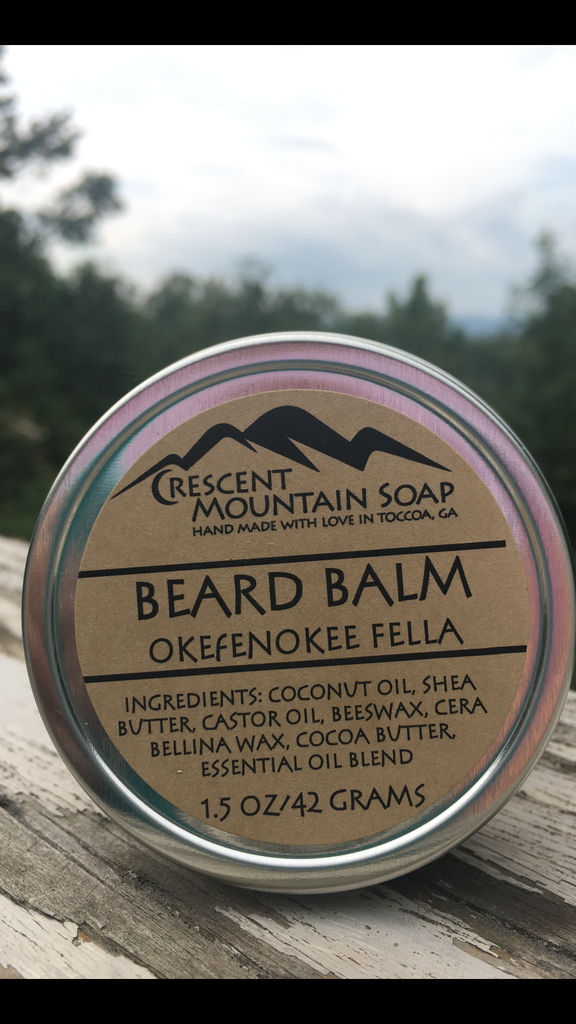 CRESCENT
MOUNTAIN SOAP
HAND MADE WITH LOVE IN TOCCOA, GA
BEARD BALM
OKEFENOKEE FELLA
INGREDIENTS: COCONUT OIL, SHEA
BUTTER, CASTOR OIL, BEESWAX, CERA
BELLINA WAX, COCOA BUTTER,
ESSENTIAL OIL BLEND
1.5 OZ/42 GRAMS